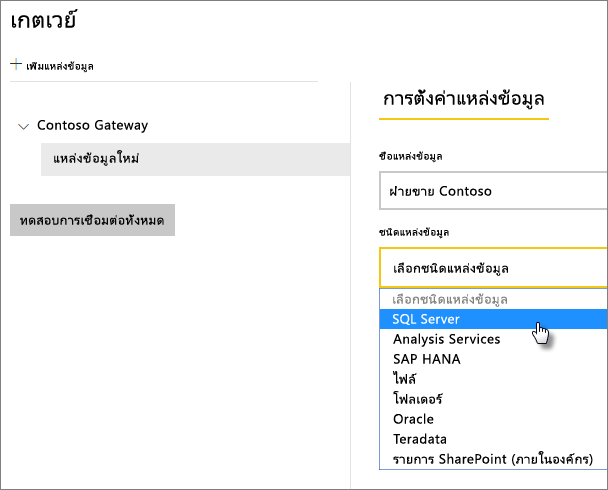 เกตเวย์
+ เพิ่มแหล่งข้อมูล
Contoso Gateway
แหล่งข้อมูลใหม่
ทดสอบการเชื่อมต่อทั้งหมด
การตั้งค่าแหล่งข้อมูล
ชื่อแหล่งข้อมูล
ฝ่ายขาย Contoso
ชนิดแหล่งข้อมูล
เลือกชนิดแหล่งข้อมูล
เลือกชนิดแหล่งข้อมูล
SQL Server
Analysis Services
SAP HANA
ไฟล์
โฟลเดอร์
Oracle
Teradata
รายการ SharePoint (ภายในองค์กร)